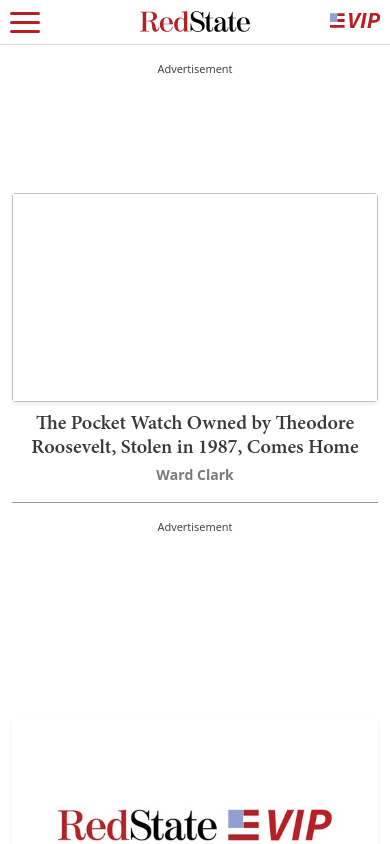 RedState
VIP
Advertisement
The Pocket Watch Owned by Theodore
Roosevelt, Stolen in 1987, Comes Home
Ward Clark
Advertisement
RedState VIP